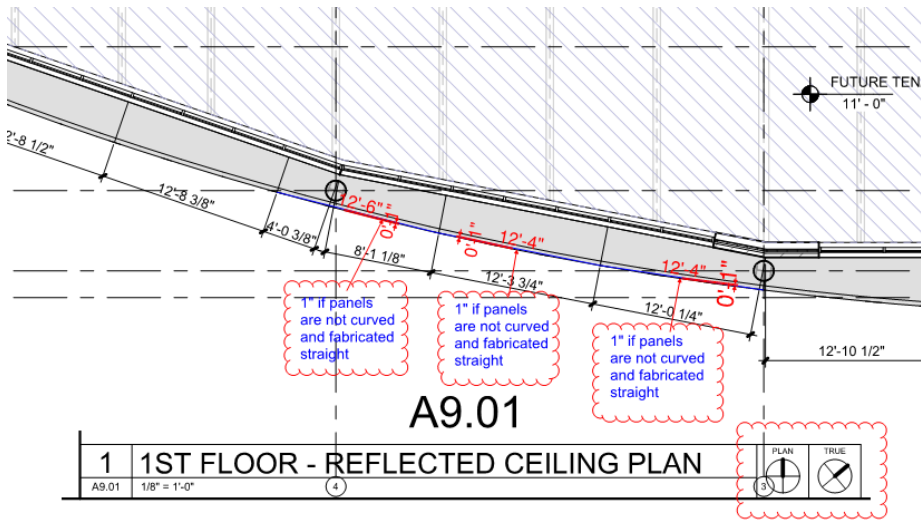 FUTURE TEN
11' - 0"
2'-8 1/2"
12'-8 3/8"
4'-0 3/8"
12'-6"
0'-1"
8'-1 1/8"
0'-1"
12'-4"
12'-3 3/4"
12'-4"
0'-1"
12'-0 1/4"
12'-10 1/2"
1" if panels
are not curved
and fabricated
straight
1" if panels
are not curved
and fabricated
straight
1" if panels
are not curved
and fabricated
straight
A9.01
1
1ST FLOOR - REFLECTED CEILING PLAN
A9.01
1/8" = 1'-0"
4
3
PLAN
TRUE